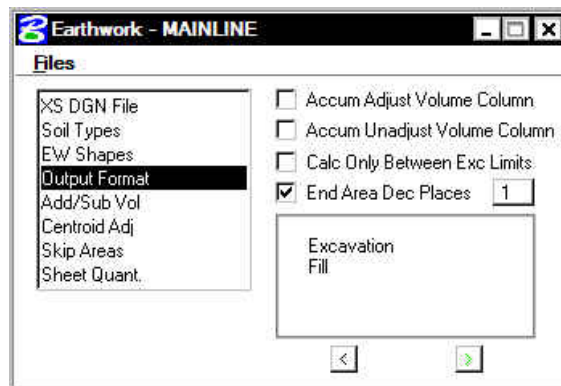 Earthwork - MAINLINE
Files
XS DGN File
Soil Types
EW Shapes
Output Format
Add/Sub Vol
Centroid Adj
Skip Areas
Sheet Quant.
Accum Adjust Volume Column
Accum Unadjust Volume Column
Calc Only Between Exc Limits
End Area Dec Places 1
Excavation
Fill
< >